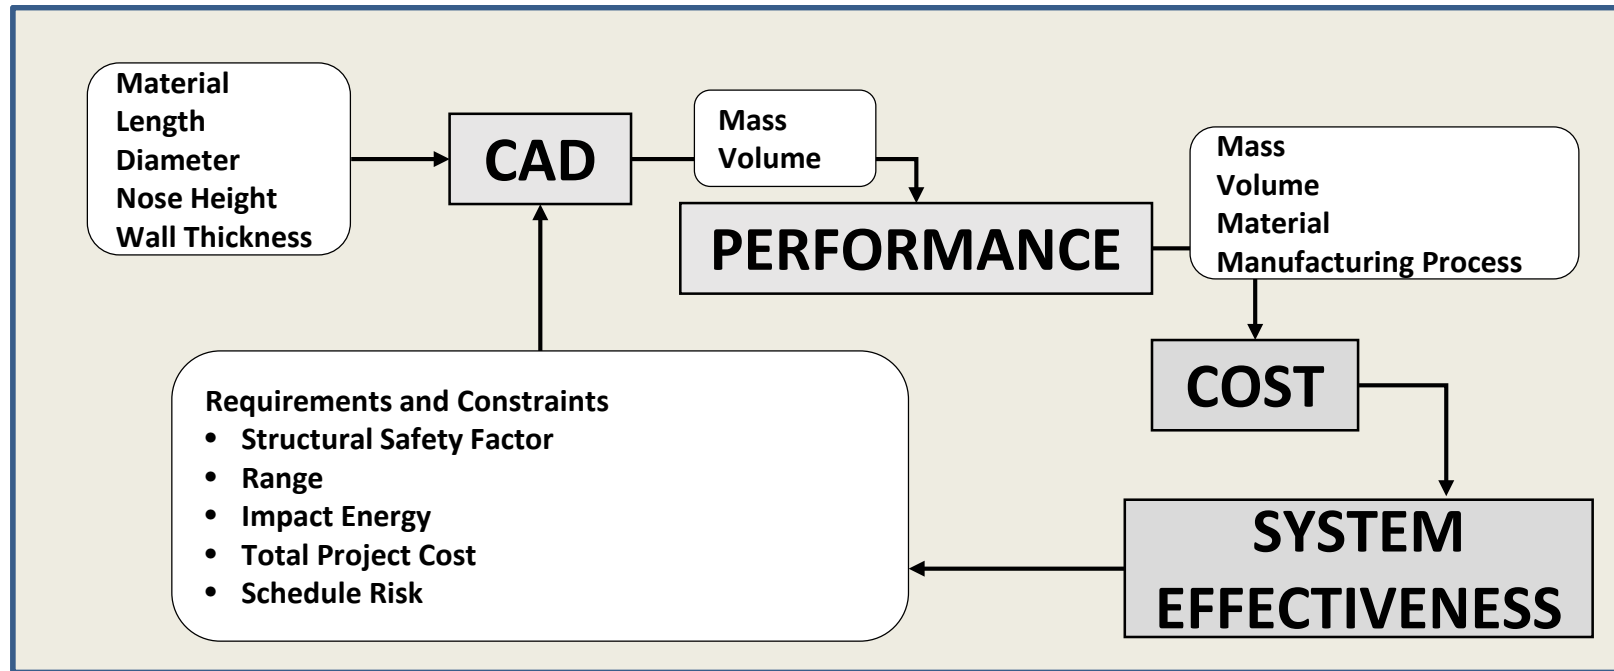 Material
Length
Diameter
Nose Height
Wall Thickness
CAD
Mass
Volume
PERFORMANCE
Mass
Volume
Material
Manufacturing Process
COST
SYSTEM
EFFECTIVENESS
Requirements and Constraints
• Structural Safety Factor
• Range
• Impact Energy
• Total Project Cost
• Schedule Risk